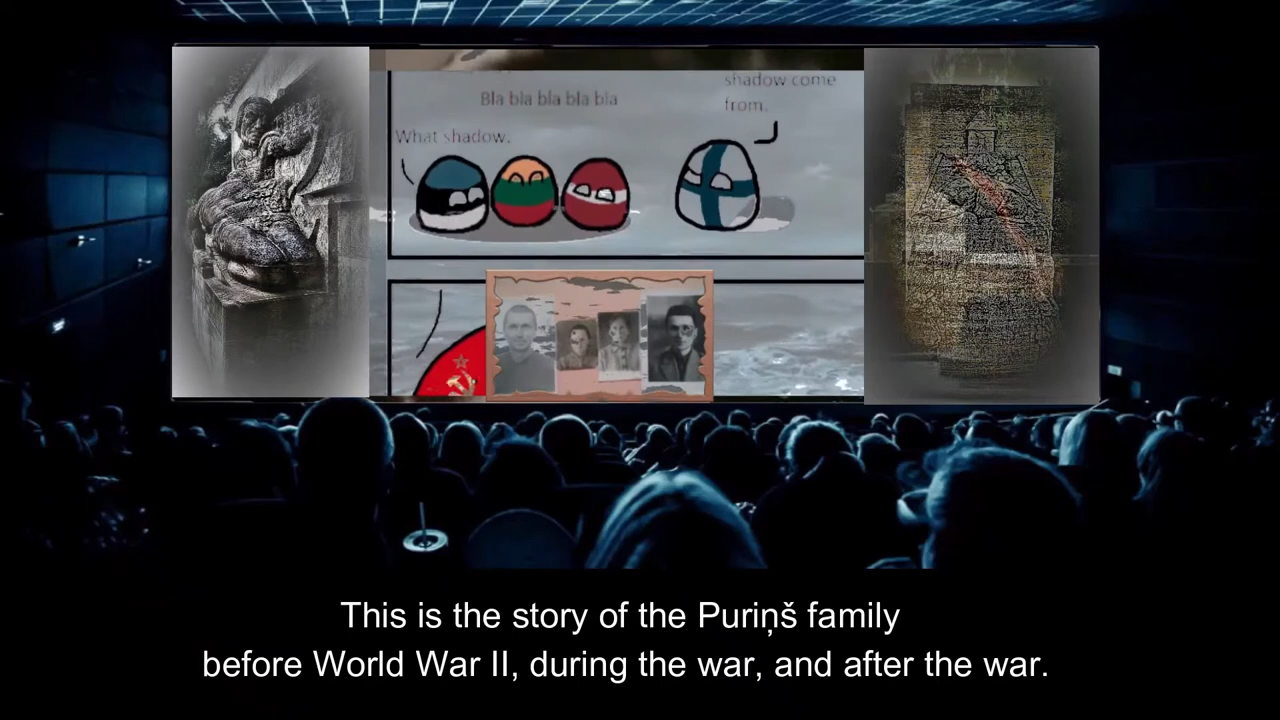 shadow come
from.
Bla bla bla bla bla
What shadow.
This is the story of the Puriņš family
before World War II, during the war, and after the war.